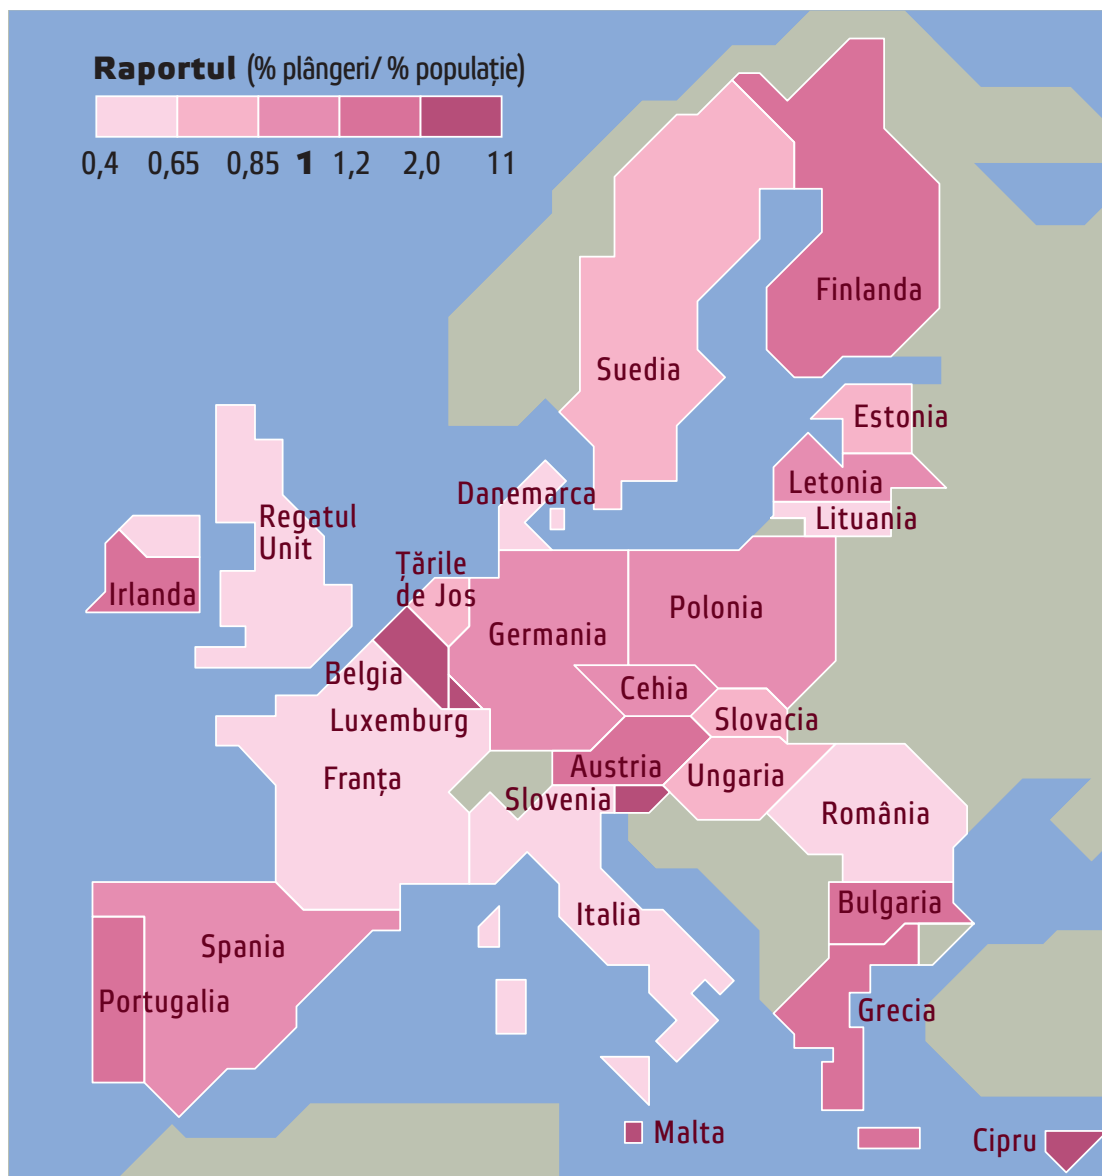 Raportul (% plângeri/ % populație)
0,4 0,65 0,85 1 1,2 2,0 11
Finlanda
Suedia
Estonia
Letonia
Lituania
Danemarca
Regatul
Unit
Irlanda
Țările
de Jos
Polonia
Germania
Belgia
Cehia
Luxemburg
Slovacia
Austria
Ungaria
Franța
Slovenia
România
Bulgaria
Italia
Spania
Portugalia
Grecia
Malta
Cipru